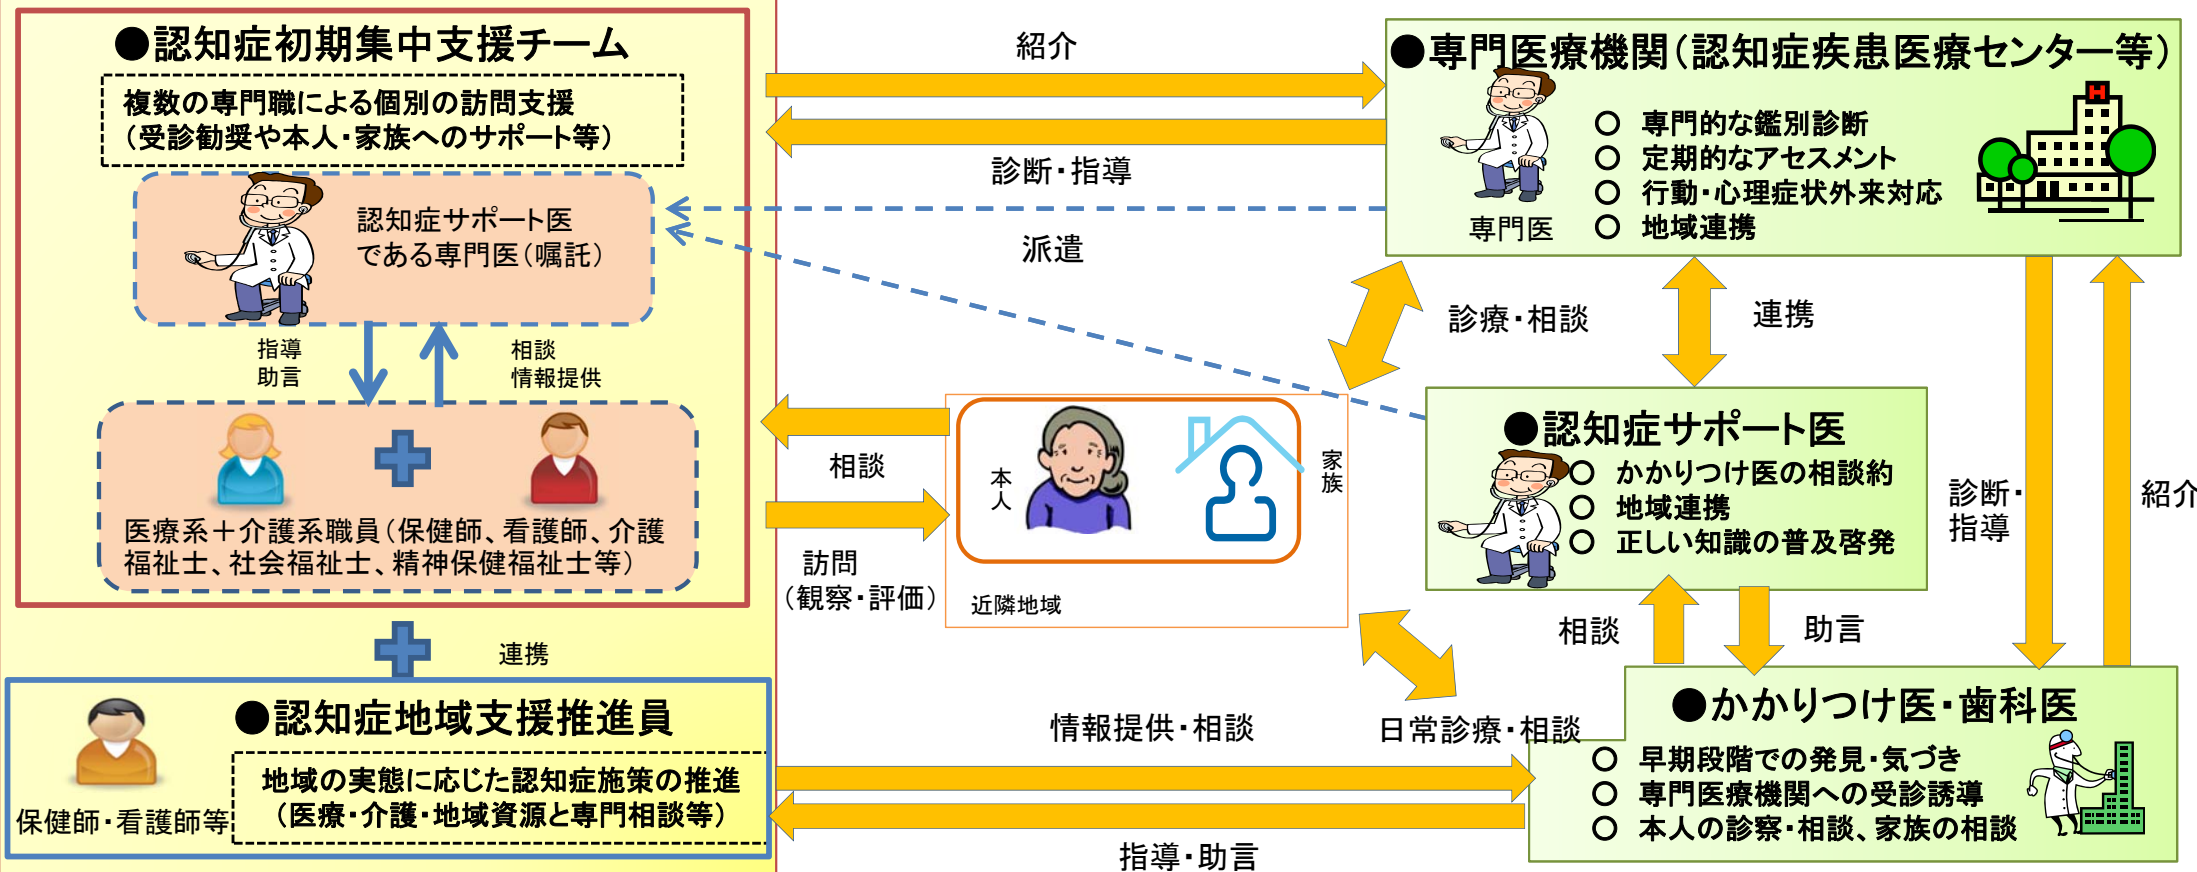 ●認知症初期集中支援チーム
複数の専門職による個別の訪問支援
(受診勧奨や本人・家族へのサポート等)
認知症サポート医
である専門医(嘱託)
指導
助言
相談
情報提供
医療系+介護系職員(保健師、看護師、介護
福祉士、社会福祉士、精神保健福祉士等)
連携
●認知症地域支援推進員
地域の実態に応じた認知症施策の推進
(医療・介護・地域資源と専門相談等)
保健師・看護師等
紹介
診断・指導
派遣
相談
訪問
(観察・評価)
本人
家族
近隣地域
診療・相談
連携
日常診療・相談
情報提供・相談
指導・助言
●専門医療機関(認知症疾患医療センター等)
H
専門医
○ 専門的な鑑別診断
○ 定期的なアセスメント
○ 行動・心理症状外来対応
○ 地域連携
●認知症サポート医
○ かかりつけ医の相談約
○ 地域連携
○ 正しい知識の普及啓発
相談
助言
診断・
指導
紹介
●かかりつけ医・歯科医
○ 早期段階での発見・気づき
○ 専門医療機関への受診誘導
○ 本人の診察・相談、家族の相談